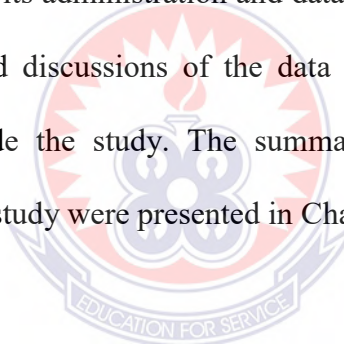 its administration and data
d discussions of the data
de the study. The summa
study were presented in Cha
EDUCATION FOR SERVICE